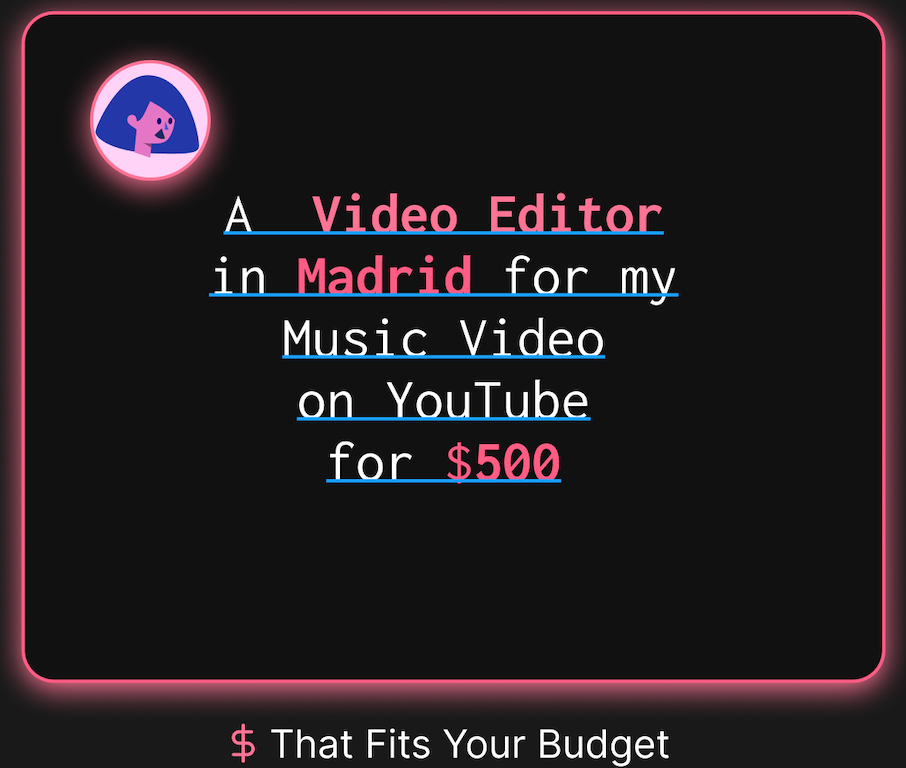 A Video Editor
in Madrid for my
Music Video
on YouTube
for $500
$ That Fits Your Budget